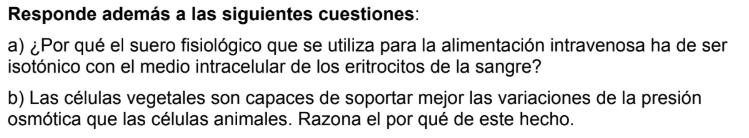 Responde además a las siguientes cuestiones:
a) ¿Por qué el suero fisiológico que se utiliza para la alimentación intravenosa ha de ser
isotónico con el medio intracelular de los eritrocitos de la sangre?
b) Las células vegetales son capaces de soportar mejor las variaciones de la presión
osmótica que las células animales. Razona el por qué de este hecho.